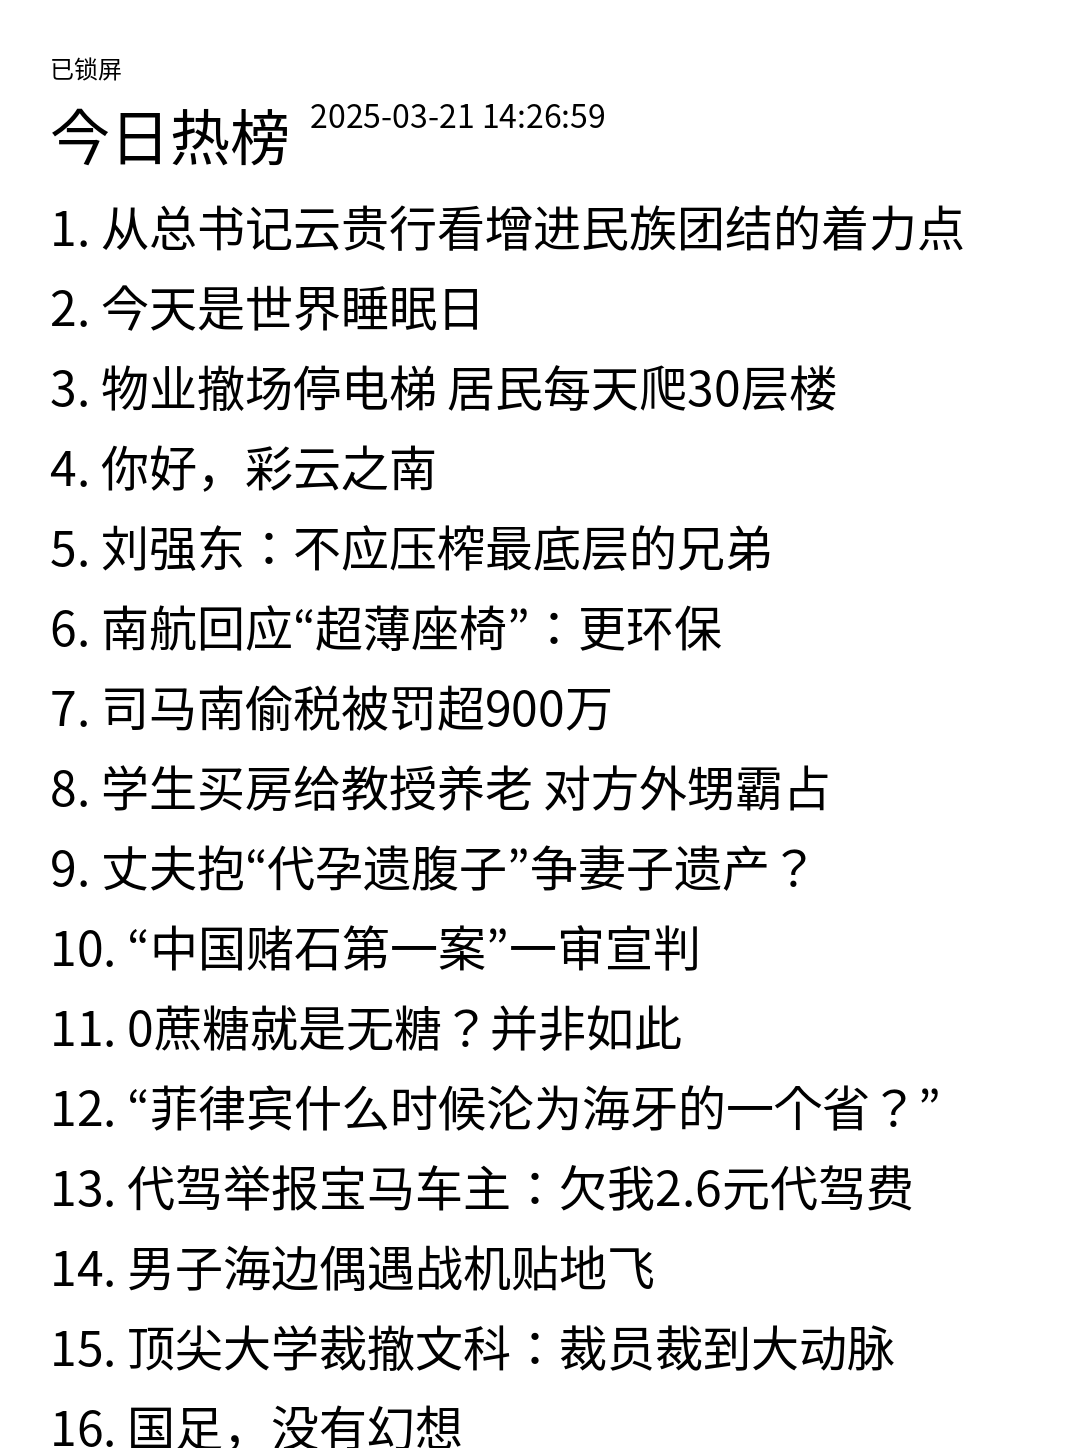 已锁屏
今日热榜 2025-03-21 14:26:59
1. 从总书记云贵行看增进民族团结的着力点
2. 今天是世界睡眠日
3. 物业撤场停电梯 居民每天爬30层楼
4. 你好，彩云之南
5. 刘强东：不应压榨最底层的兄弟
6. 南航回应“超薄座椅”：更环保
7. 司马南偷税被罚超900万
8. 学生买房给教授养老 对方外甥霸占
9. 丈夫抱“代孕遗腹子”争妻子遗产？
10. “中国赌石第一案”一审宣判
11. 0蔗糖就是无糖？并非如此
12. “菲律宾什么时候沦为海牙的一个省？”
13. 代驾举报宝马车主：欠我2.6元代驾费
14. 男子海边偶遇战机贴地飞
15. 顶尖大学裁撤文科：裁员裁到大动脉
16. 国足，没有幻想